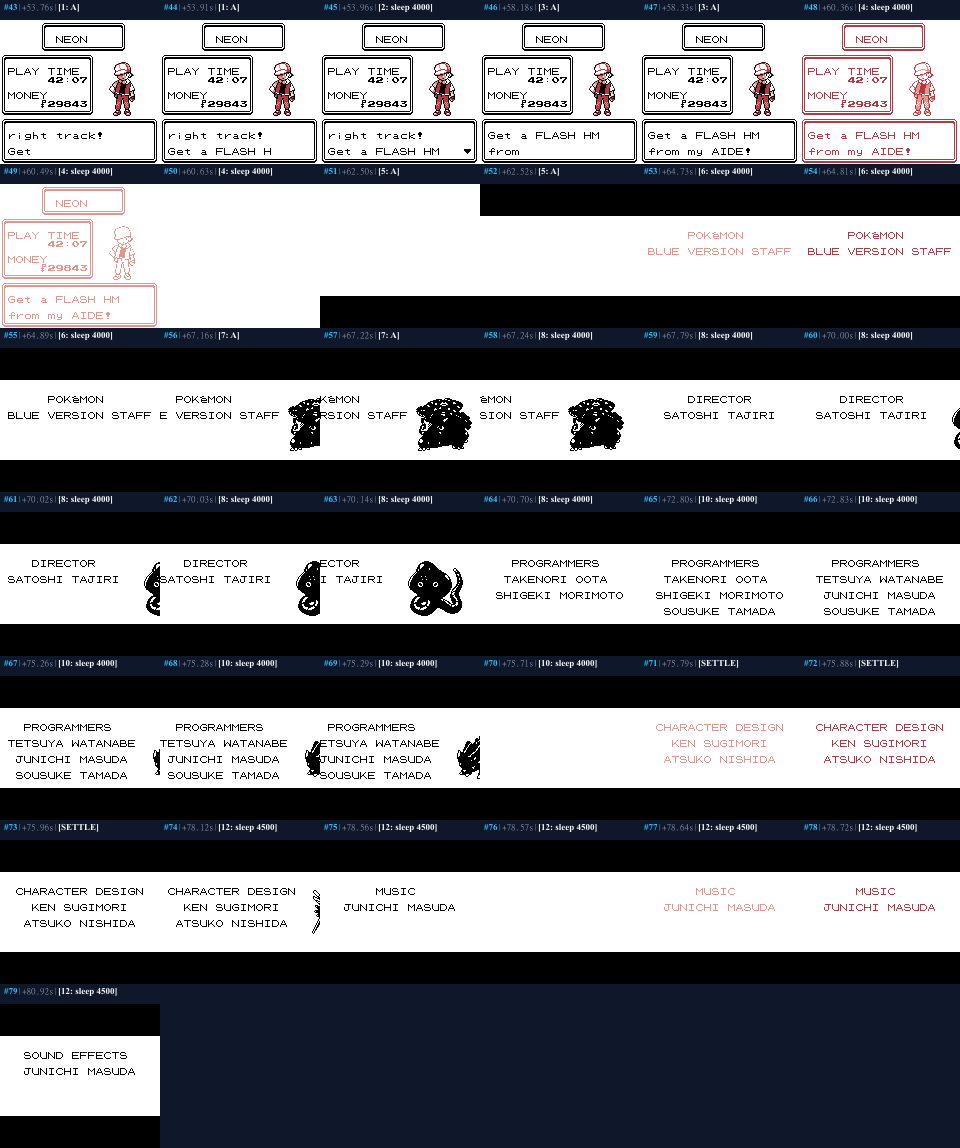 #43 | +53.76s | [1: A]
#44 | +53.91s | [1: A]
#45 | +53.96s | [2: sleep 4000]
#46 | +58.18s | [3: A]
#47 | +58.33s | [3: A]
#48 | +60.36s | [4: sleep 4000]
NEON
PLAY TIME
42:07
MONEY
₽29843
right track!
Get
NEON
PLAY TIME
42:07
MONEY
₽29843
right track!
Get a FLASH H
NEON
PLAY TIME
42:07
MONEY
₽29843
right track!
Get a FLASH HM
NEON
PLAY TIME
42:07
MONEY
₽29843
Get a FLASH HM
from
NEON
PLAY TIME
42:07
MONEY
₽29843
Get a FLASH HM
from my AIDE!
NEON
PLAY TIME
42:07
MONEY
₽29843
Get a FLASH HM
from my AIDE!
#49 | +60.49s | [4: sleep 4000]
#50 | +60.63s | [4: sleep 4000]
#51 | +62.50s | [5: A]
#52 | +62.52s | [5: A]
#53 | +64.73s | [6: sleep 4000]
#54 | +64.81s | [6: sleep 4000]
NEON
PLAY TIME
42:07
MONEY
₽29843
Get a FLASH HM
from my AIDE!
POKéMON
BLUE VERSION STAFF
POKéMON
BLUE VERSION STAFF
#55 | +64.89s | [6: sleep 4000]
#56 | +67.16s | [7: A]
#57 | +67.22s | [7: A]
#58 | +67.24s | [8: sleep 4000]
#59 | +67.79s | [8: sleep 4000]
#60 | +70.00s | [8: sleep 4000]
POKéMON
BLUE VERSION STAFF
POKéMON
E VERSION STAFF
KéMON
RSION STAFF
éMON
SION STAFF
DIRECTOR
SATOSHI TAJIRI
DIRECTOR
SATOSHI TAJIRI
#61 | +70.02s | [8: sleep 4000]
#62 | +70.03s | [8: sleep 4000]
#63 | +70.14s | [8: sleep 4000]
#64 | +70.70s | [8: sleep 4000]
#65 | +72.80s | [10: sleep 4000]
#66 | +72.83s | [10: sleep 4000]
DIRECTOR
SATOSHI TAJIRI
DIRECTOR
SATOSHI TAJIRI
ECTOR
I TAJIRI
PROGRAMMERS
TAKENORI OOTA
SHIGEKI MORIMOTO
PROGRAMMERS
TAKENORI OOTA
SHIGEKI MORIMOTO
SOUSUKE TAMADA
PROGRAMMERS
TETSUYA WATANABE
JUNICHI MASUDA
SOUSUKE TAMADA
#67 | +75.26s | [10: sleep 4000]
#68 | +75.28s | [10: sleep 4000]
#69 | +75.29s | [10: sleep 4000]
#70 | +75.71s | [10: sleep 4000]
#71 | +75.79s | [SETTLE]
#72 | +75.88s | [SETTLE]
PROGRAMMERS
TETSUYA WATANABE
JUNICHI MASUDA
SOUSUKE TAMADA
PROGRAMMERS
TETSUYA WATANABE
JUNICHI MASUDA
SOUSUKE TAMADA
PROGRAMMERS
ETSUYA WATANABE
JUNICHI MASUDA
SOUSUKE TAMADA
CHARACTER DESIGN
KEN SUGIMORI
ATSUKO NISHIDA
CHARACTER DESIGN
KEN SUGIMORI
ATSUKO NISHIDA
#73 | +75.96s | [SETTLE]
#74 | +78.12s | [12: sleep 4500]
#75 | +78.56s | [12: sleep 4500]
#76 | +78.57s | [12: sleep 4500]
#77 | +78.64s | [12: sleep 4500]
#78 | +78.72s | [12: sleep 4500]
CHARACTER DESIGN
KEN SUGIMORI
ATSUKO NISHIDA
CHARACTER DESIGN
KEN SUGIMORI
ATSUKO NISHIDA
MUSIC
JUNICHI MASUDA
MUSIC
JUNICHI MASUDA
MUSIC
JUNICHI MASUDA
#79 | +80.92s | [12: sleep 4500]
SOUND EFFECTS
JUNICHI MASUDA